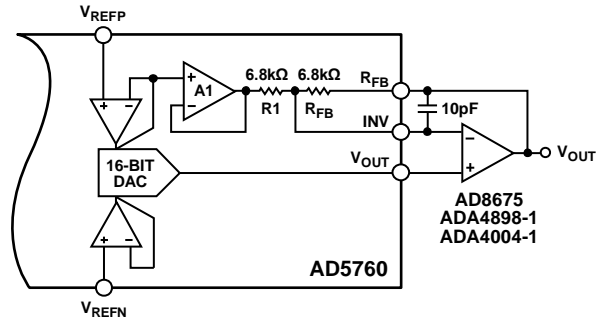 VREFP
A1
6.8kΩ 6.8kΩ
R1 RFB
RFB
10pF
INV
16-BIT
DAC
VOUT
VOUT
+ −
+
−
−
+
+ −
AD8675
ADA4898-1
ADA4004-1
AD5760
VREFN